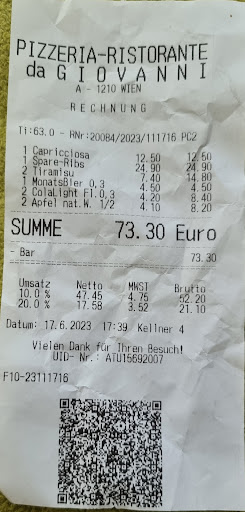 PIZZERIA-RISTORANTE
da GIOVANNI
A - 1210 WIEN
RECHNUNG
Ti:63.0 - RNr:20084/2023/111716 PC2
1 Capricciosa 12.50 12.50
1 Spare-Ribs 24.90 24.90
2 Tiramisu 7.40 14.80
1 MonatsBier 0,3 4.50 4.50
2 ColaLight Fl.0,3 4.20 8.40
2 Apfel nat.W. 1/2 4.10 8.20
SUMME 73.30 Euro
- Bar 73.30
Umsatz Netto MWST Brutto
10.0 % 47.45 4.75 52.20
20.0 % 17.58 3.52 21.10
Datum: 17.6.2023 17:39 Kellner 4
Vielen Dank für Ihren Besuch!
UID- Nr.: ATU15692007
F10-23111716